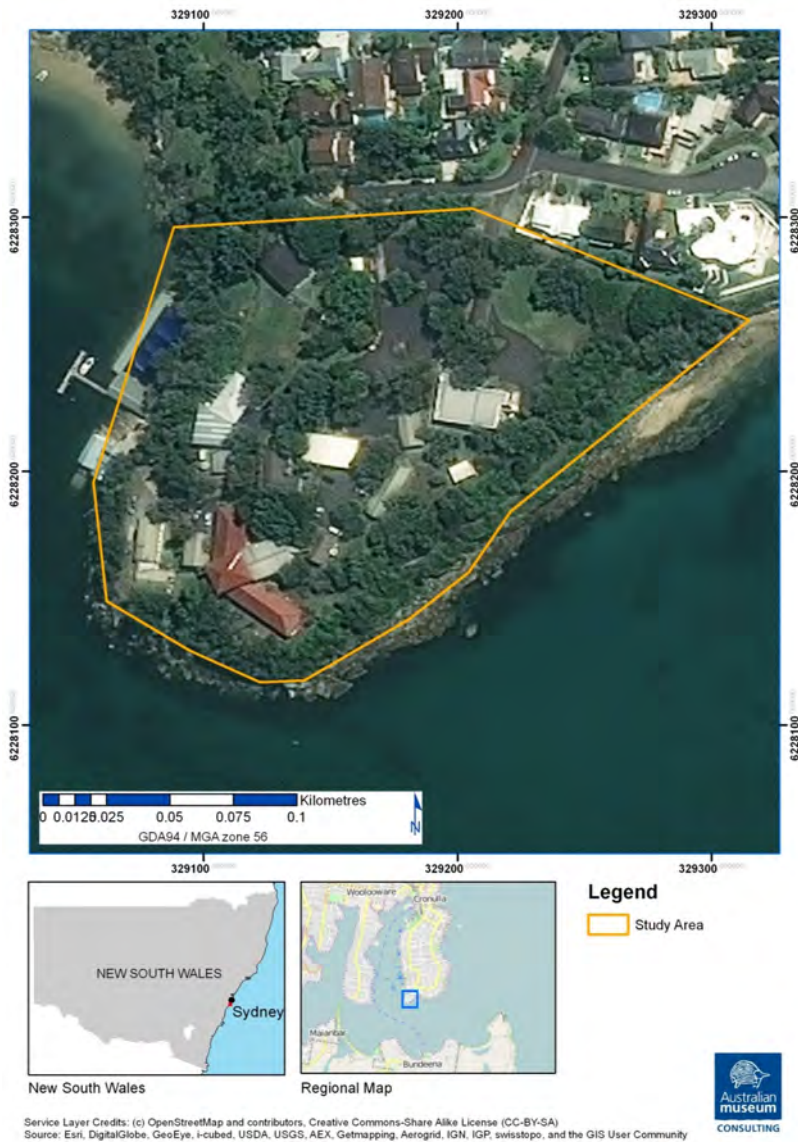 329100 329200 329300
6228300
6228300
6228200
6228200
6228100
6228100
Kilometres
0 0.0125 0.025 0.05 0.075 0.1
GDA94 / MGA zone 56
N
329100 329200 329300
NEW SOUTH WALES
Sydney
New South Wales
Woolooware
Cronulla
Maianbar
Bundeena
Regional Map
Legend
Study Area
Australian
museum
CONSULTING
Service Layer Credits: (c) OpenStreetMap and contributors, Creative Commons-Share Alike License (CC-BY-SA)
Source: Esri, DigitalGlobe, GeoEye, i-cubed, USDA, USGS, AEX, Getmapping, Aerogrid, IGN, IGP, swisstopo, and the GIS User Community